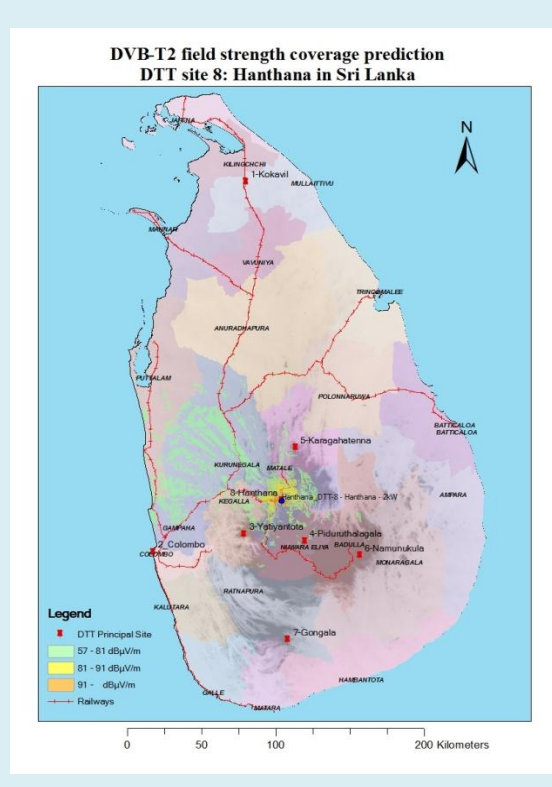 DVB-T2 field strength coverage prediction
DTT site 8: Hanthana in Sri Lanka
N
JAFFNA
KILINOCHCHI
1-Kokavil
MULLAITTIVU
MANNAR
VAVUNIYA
TRINCOMALEE
ANURADHAPURA
PUTTALAM
POLONNARUWA
BATTICALOA
BATTICALOA
5-Karagahatenna
KURUNEGALA
MATALE
8-Hanthana
Hanthana_DTT-8 - Hanthana - 2kW
KEGALLA
AMPARA
GAMPAHA
3-Yatiyantota
4-Piduruthalagala
2_Colombo
COLOMBO
NUWARA ELIYA
BADULLA
6-Namunukula
MONARAGALA
RATNAPURA
KALUTARA
7-Gongala
HAMBANTOTA
GALLE
MATARA
Legend
DTT Principal Site
57 - 81 dBµV/m
81 - 91 dBµV/m
91 - dBµV/m
Railways
0 50 100 200 Kilometers